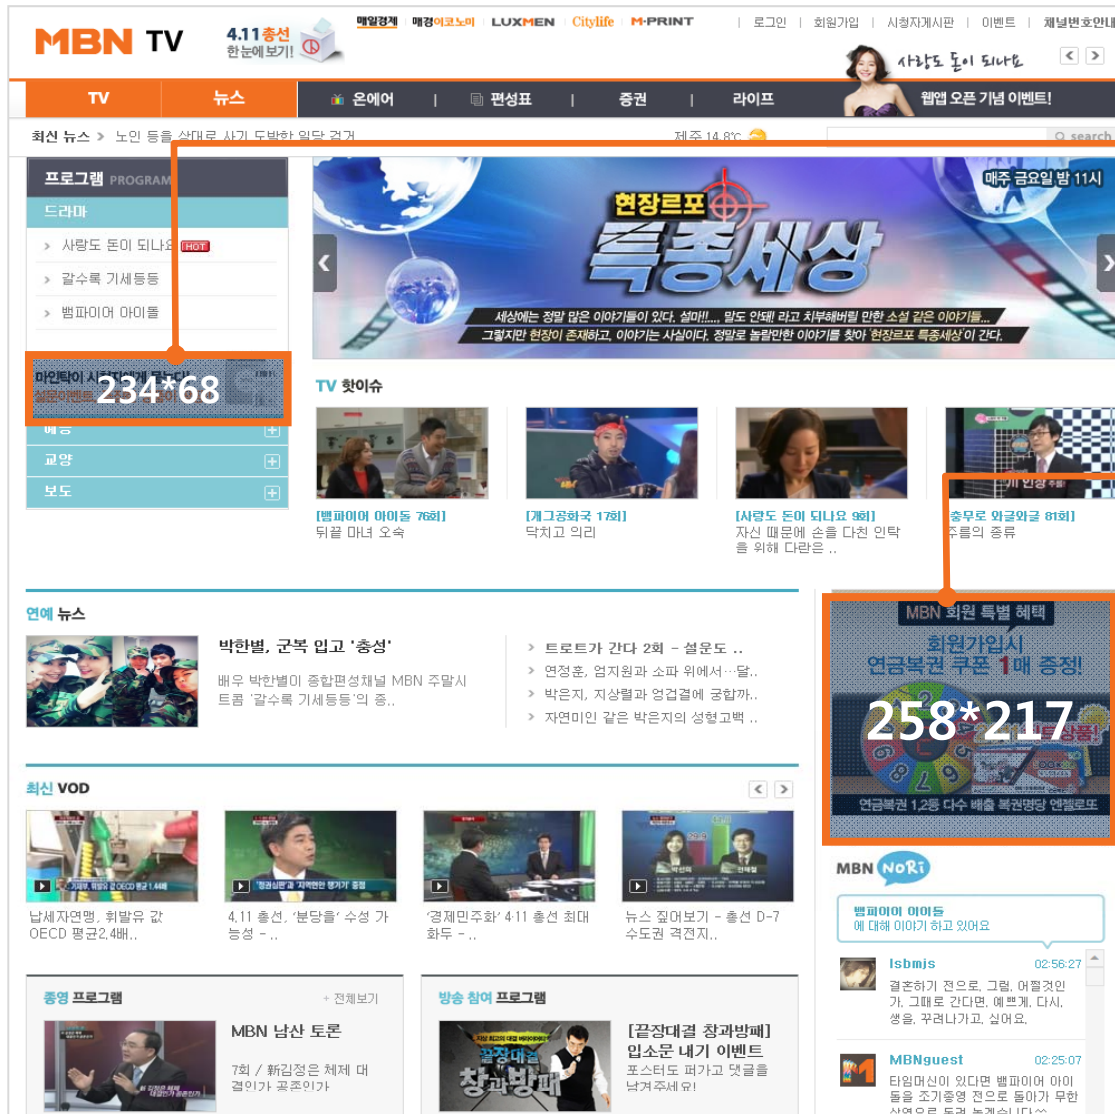 매일경제 매경이코노미 LUXMEN Citylife M·PRINT
로그인 | 회원가입 | 시청자게시판 | 이벤트 | 채널번호안내
MBN TV
4.11총선
한눈에보기!
사랑도 돈이 되나요
TV 뉴스 온에어 | 편성표 | 증권 | 라이프
웹앱 오픈 기념 이벤트!
최신 뉴스 > 노인 등을 상대로 사기 도박한 일당 검거
제주 14.8℃
search
프로그램 PROGRAM
드라마
사랑도 돈이 되나요 HOT
갈수록 기세등등
뱀파이어 아이돌
234*68
예능
교양
보도
매주 금요일 밤 11시
현장르포
특종세상
세상에는 정말 많은 이야기들이 있다. 설마!!..., 말도 안돼! 라고 치부해버릴 만한 소설 같은 이야기들...
그렇지만 현장이 존재하고, 이야기는 사실이다. 정말로 놀랄만한 이야기를 찾아 '현장르포 특종세상'이 간다.
TV 핫이슈
[뱀파이어 아이돌 76회]
뒤끝 마녀 오숙
[개그공화국 17회]
닥치고 의리
[사랑도 돈이 되나요 9회]
자신 때문에 손을 다친 인탁
을 위해 다란은 ..
[충무로 와글와글 81회]
주름의 종류
연예 뉴스
박한별, 군복 입고 '충성'
배우 박한별이 종합편성채널 MBN 주말시
트콤 '갈수록 기세등등'의 증..
> 트로트가 간다 2회 - 설운도 ..
> 연정훈, 엄지원과 소파 위에서…달..
> 박은지, 지상렬과 엉겁결에 궁합까..
> 자연미인 같은 박은지의 성형고백 ..
MBN 회원 특별 혜택
회원가입시
연금복권 쿠폰 1매 증정!
258*217
연금복권 1,2등 다수 배출 복권명당 엔젤로또
최신 VOD
납세자연맹, 휘발유 값
OECD 평균2.4배..
4.11 총선, '분당을' 수성 가
능성 - ..
'경제민주화' 4·11 총선 최대
화두 - ..
뉴스 짚어보기 - 총선 D-7
수도권 격전지..
MBN NoRi
뱀파이어 아이돌
에 대해 이야기 하고 있어요
lsbmjs 02:56:27
결혼하기 전으로, 그럼, 어쩔것인
가, 그때로 간다면, 예쁘게, 다시,
생을, 꾸려나가고, 싶어요,
MBNguest 02:25:07
타임머신이 있다면 뱀파이어 아이
돌을 조기종영 전으로 돌아가 무한
종영 프로그램
+ 전체보기
MBN 남산 토론
7회 / 新김정은 체제 대
결인가 공존인가
방송 참여 프로그램
끝장대결
창과방패
[끝장대결 창과방패]
입소문 내기 이벤트
포스터도 퍼가고 댓글을
남겨주세요!